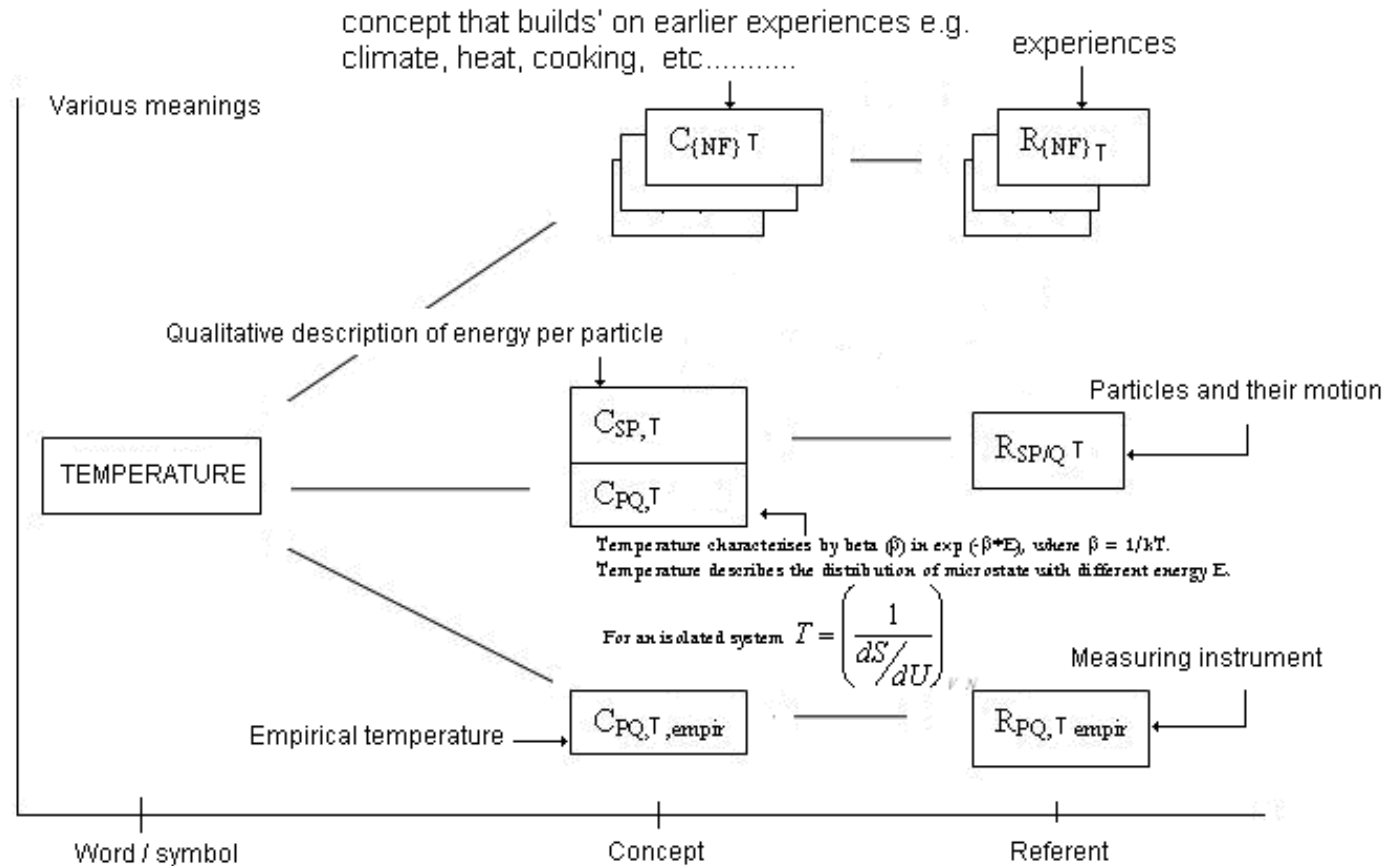 concept that builds' on earlier experiences e.g.
climate, heat, cooking, etc...........
experiences
Various meanings
C{NF} T
R{NF} T
Qualitative description of energy per particle
Particles and their motion
CSP,T
RSP/Q T
TEMPERATURE
CPQ,T
Temperature characterises by beta (β) in exp (-β*E), where β = 1/kT.
Temperature describes the distribution of microstate with different energy E.
For an isolated system T = (1 / dS/dU) V N
Measuring instrument
Empirical temperature
CPQ,T,empir
RPQ,T empir
Word / symbol
Concept
Referent